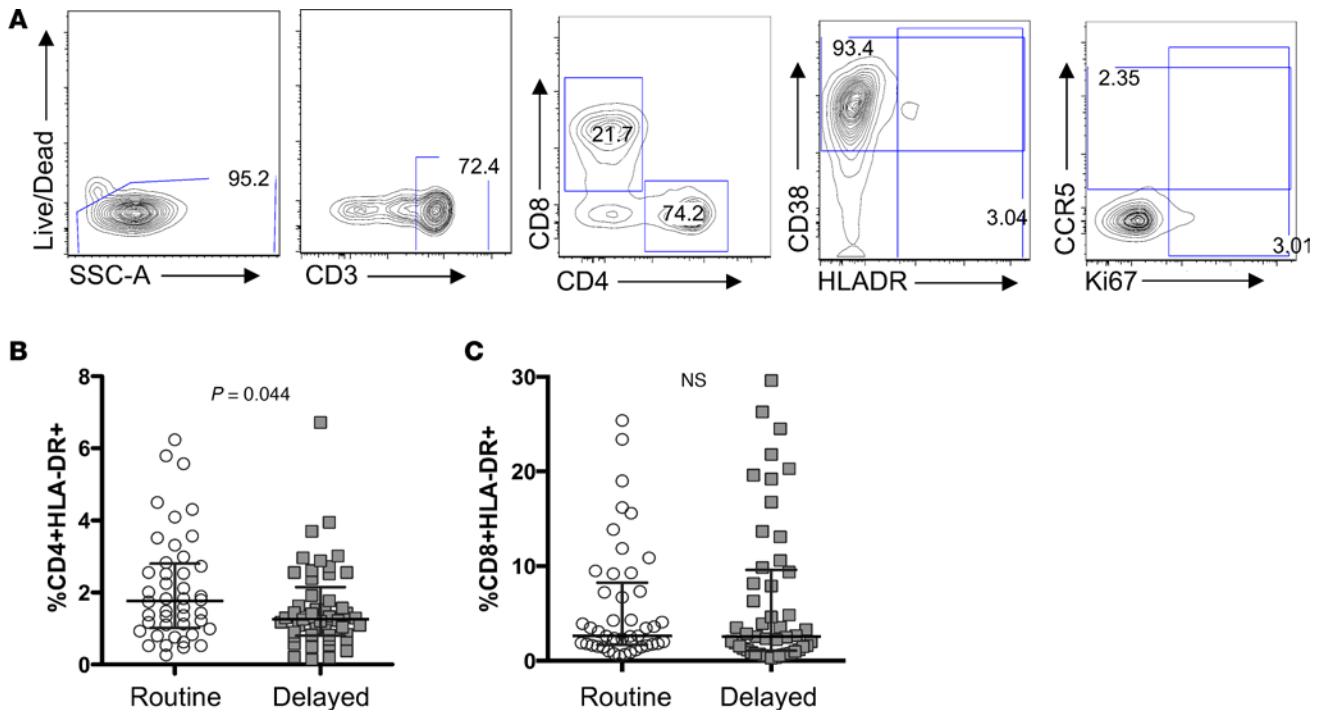 A
Live/Dead
95.2
SSC-A
72.4
CD3
CD8
21.7
74.2
CD4
CD38
93.4
3.04
HLADR
CCR5
2.35
3.01
Ki67
B
%CD4+HLA-DR+
8
6
4
2
0
P = 0.044
Routine
Delayed
C
%CD8+HLA-DR+
30
20
10
0
NS
Routine
Delayed